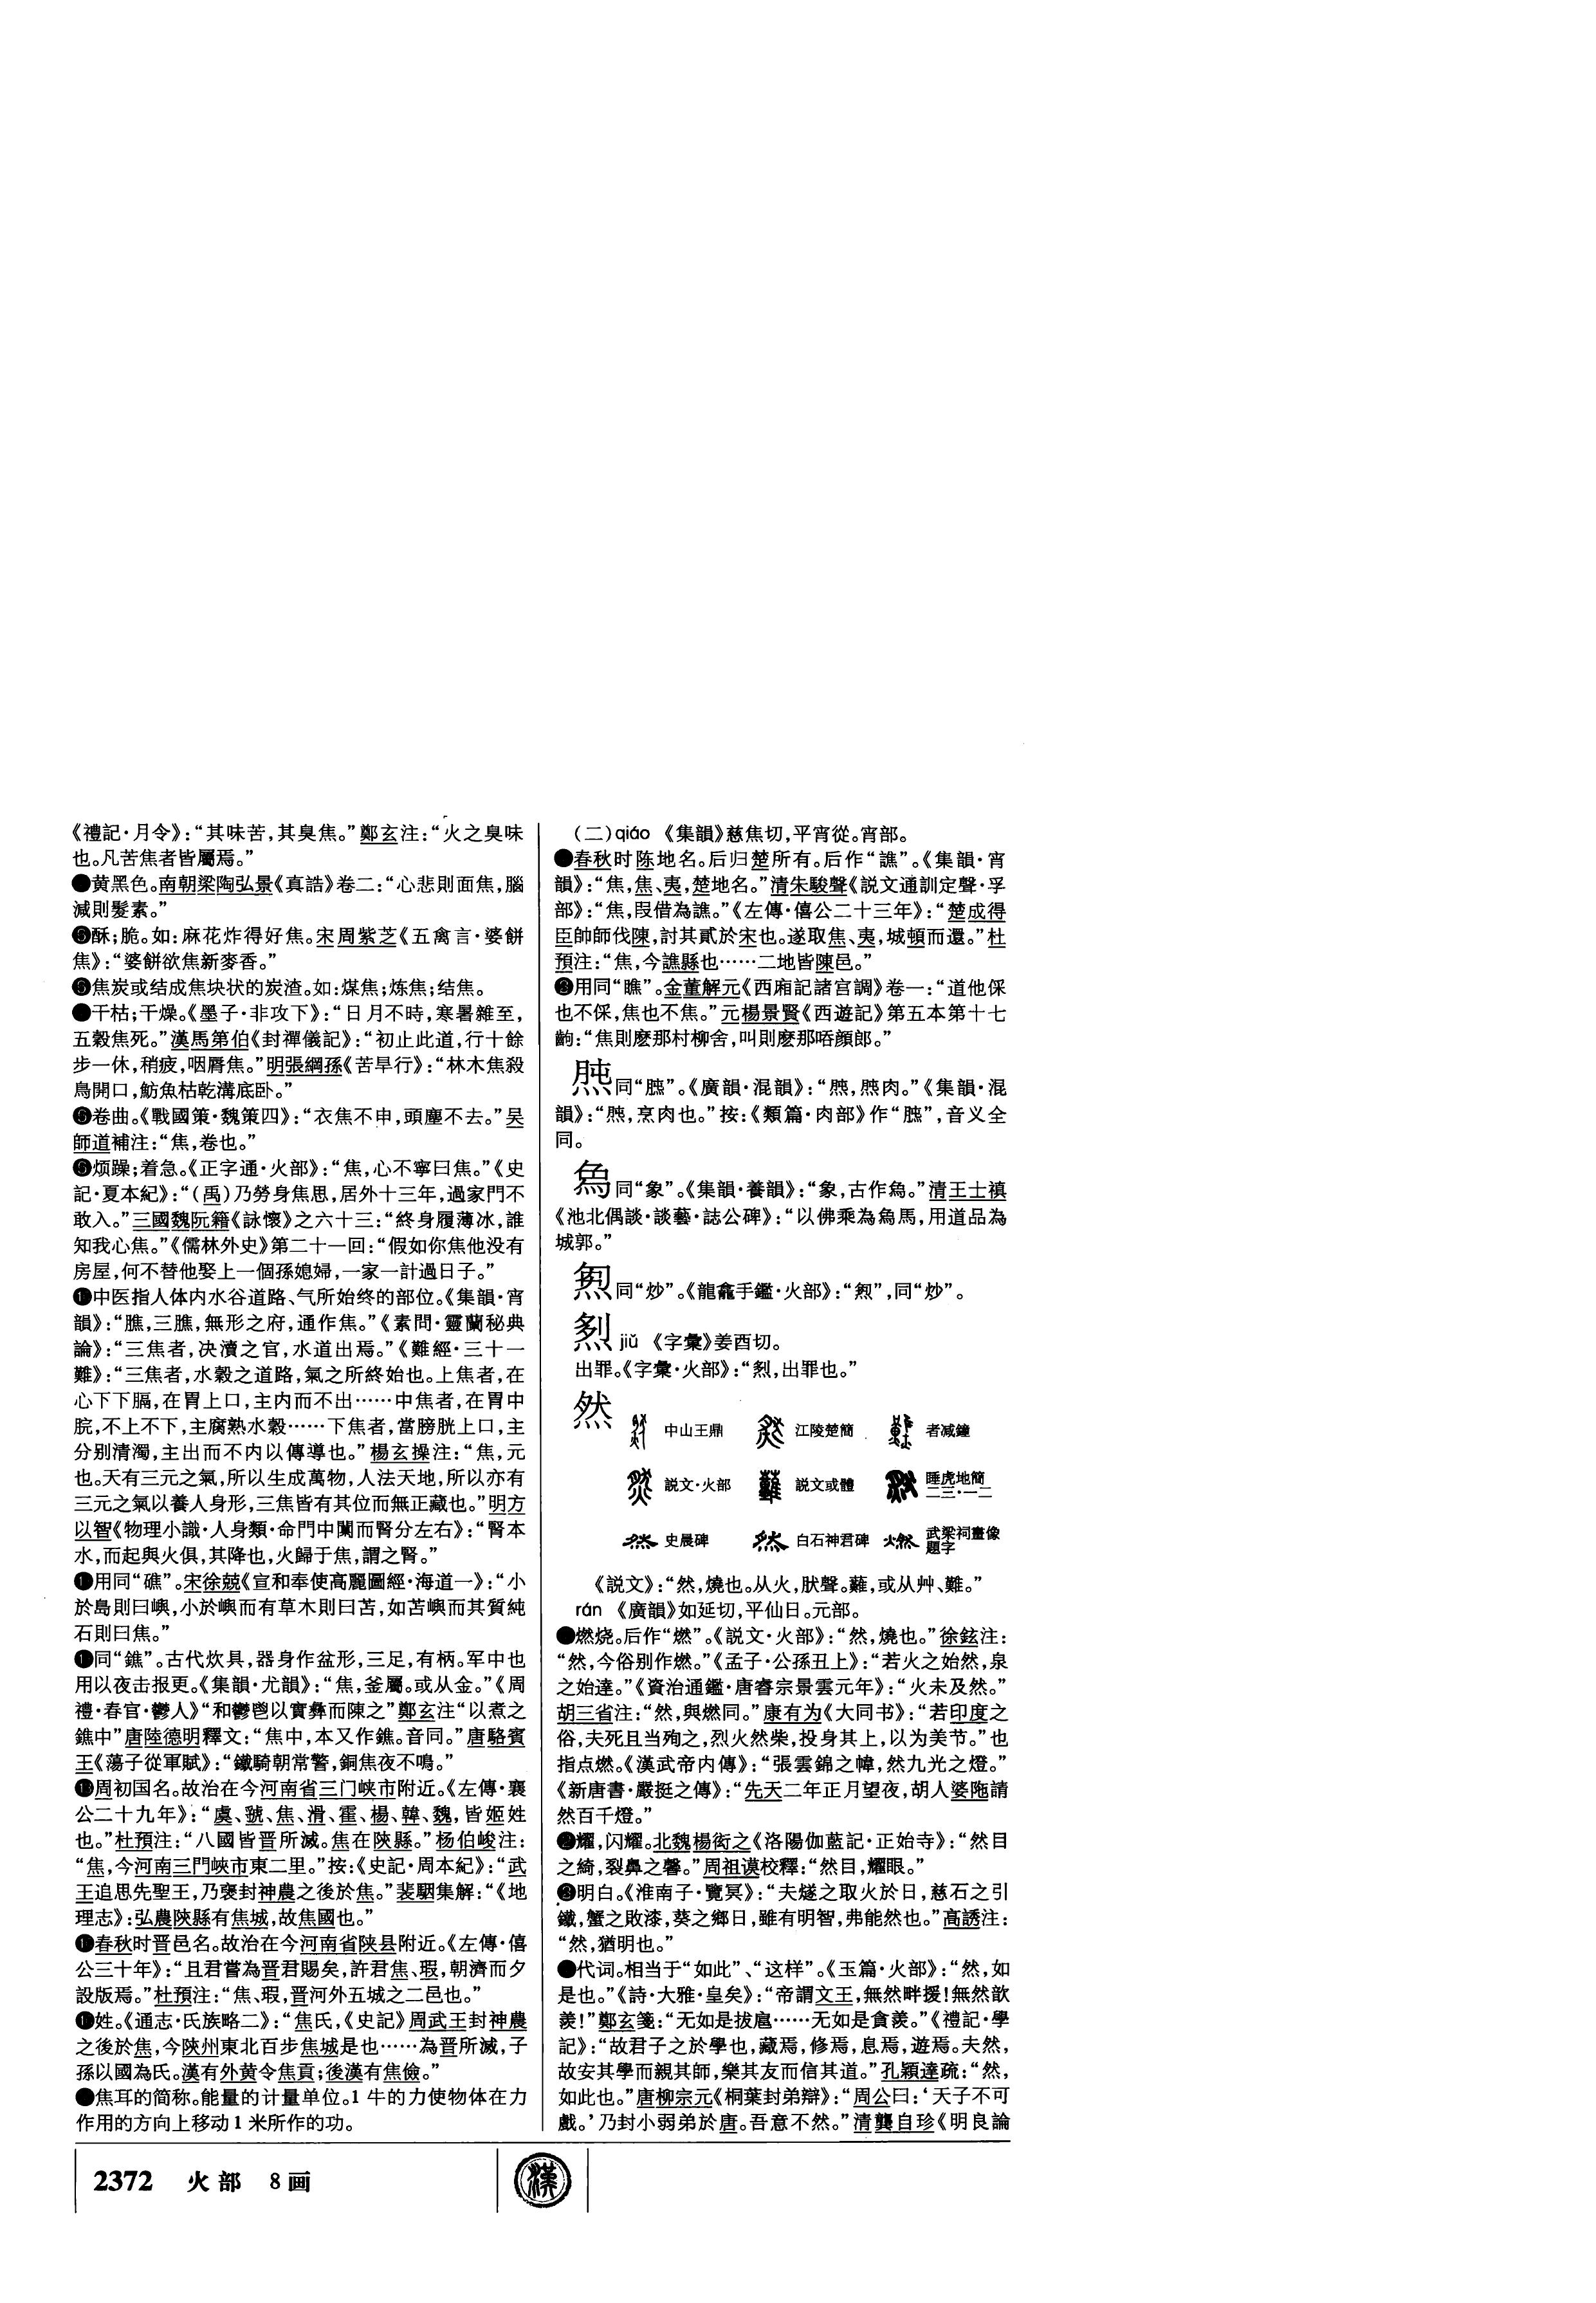 《禮記·月令》：“其味苦，其臭焦。”鄭玄注：“火之臭味
也。凡苦焦者皆屬焉。”
黄黑色。南朝梁陶弘景《真誥》卷二：“心悲則面焦，腦
減則髮素。”
酥；脆。如：麻花炸得好焦。宋周紫芝《五禽言·婆餅
焦》：“婆餅欲焦新麥香。”
焦炭或结成焦块状的炭渣。如：煤焦；炼焦；结焦。
干枯；干燥。《墨子·非攻下》：“日月不時，寒暑雜至，
五穀焦死。”漢馬第伯《封禪儀記》：“初止此道，行十餘
步一休，稍疲，咽脣焦。”明張綱孫《苦旱行》：“林木焦殺
鳥開口，魴魚枯乾溝底卧。”
卷曲。《戰國策·魏策四》：“衣焦不申，頭塵不去。”吴
師道補注：“焦，卷也。”
烦躁；着急。《正字通·火部》：“焦，心不寧曰焦。”《史
記·夏本紀》：“（禹）乃勞身焦思，居外十三年，過家門不
敢入。”三國魏阮籍《詠懷》之六十三：“終身履薄冰，誰
知我心焦。”《儒林外史》第二十一回：“假如你焦他没有
房屋，何不替他娶上一個孫媳婦，一家一計過日子。”
中医指人体内水谷道路、气所始终的部位。《集韻·宵
韻》：“膲，三膲，無形之府，通作焦。”《素問·靈蘭秘典
論》：“三焦者，决瀆之官，水道出焉。”《難經·三十一
難》：“三焦者，水穀之道路，氣之所終始也。上焦者，在
心下下膈，在胃上口，主内而不出……中焦者，在胃中
脘，不上不下，主腐熟水穀……下焦者，當膀胱上口，主
分别清濁，主出而不内以傳導也。”楊玄操注：“焦，元
也。天有三元之氣，所以生成萬物，人法天地，所以亦有
三元之氣以養人身形，三焦皆有其位而無正藏也。”明方
以智《物理小識·人身類·命門中闌而腎分左右》：“腎本
水，而起與火俱，其降也，火歸于焦，謂之腎。”
用同“礁”。宋徐兢《宣和奉使高麗圖經·海道一》：“小
於島則曰嶼，小於嶼而有草木則曰苫，如苫嶼而其質純
石則曰焦。”
同“鐎”。古代炊具，器身作盆形，三足，有柄。军中也
用以夜击报更。《集韻·尤韻》：“焦，釜屬。或从金。”《周
禮·春官·鬱人》“和鬱鬯以實彝而陳之”鄭玄注“以煮之
鐎中”唐陸德明釋文：“焦中，本又作鐎。音同。”唐駱賓
王《蕩子從軍賦》：“鐵騎朝常警，銅焦夜不鳴。”
周初国名。故治在今河南省三门峡市附近。《左傳·襄
公二十九年》：“虞、虢、焦、滑、霍、楊、韓、魏，皆姬姓
也。”杜預注：“八國皆晋所滅。焦在陝縣。”杨伯峻注：
“焦，今河南三門峽市東二里。”按：《史記·周本紀》：“武
王追思先聖王，乃襃封神農之後於焦。”裴駰集解：“《地
理志》：弘農陝縣有焦城，故焦國也。”
春秋时晋邑名。故治在今河南省陕县附近。《左傳·僖
公三十年》：“且君嘗為晋君賜矣，許君焦、瑕，朝濟而夕
設版焉。”杜預注：“焦、瑕，晋河外五城之二邑也。”
姓。《通志·氏族略二》：“焦氏，《史記》周武王封神農
之後於焦，今陝州東北百步焦城是也……為晋所滅，子
孫以國為氏。漢有外黄令焦貢；後漢有焦儉。”
焦耳的简称。能量的计量单位。1牛的力使物体在力
作用的方向上移动1米所作的功。
（二）qiáo 《集韻》慈焦切，平宵從。宵部。
春秋时陈地名。后归楚所有。后作“譙”。《集韻·宵
韻》：“焦，焦、夷，楚地名。”清朱駿聲《説文通訓定聲·孚
部》：“焦，叚借為譙。”《左傳·僖公二十三年》：“楚成得
臣帥師伐陳，討其貳於宋也。遂取焦、夷，城頓而還。”杜
預注：“焦，今譙縣也……二地皆陳邑。”
用同“瞧”。金董解元《西廂記諸宫調》卷一：“道他倸
也不倸，焦也不焦。”元楊景賢《西遊記》第五本第十七
齣：“焦則麽那村柳舍，叫則麽那唔顔郎。”
同。
同“象”。《集韻·養韻》：“象，古作𤉢。”清王士禛
《池北偶談·談藝·誌公碑》：“以佛乘為𤉢馬，用道品為
城郭。”
同“炒”。《龍龕手鑑·火部》：“㷅”，同“炒”。
jiǔ 《字彙》姜酉切。
出罪。《字彙·火部》：“，出罪也。”
然
中山王鼎 江陵楚簡 者減鐘
説文·火部 説文或體 睡虎地簡二三·一二
史晨碑 白石神君碑 武梁祠畫像題字
《説文》：“然，燒也。从火，肰聲。蘸，或从艸、難。”
rán 《廣韻》如延切，平仙日。元部。
燃烧。后作“燃”。《説文·火部》：“然，燒也。”徐鉉注：
“然，今俗别作燃。”《孟子·公孫丑上》：“若火之始然，泉
之始達。”《資治通鑑·唐睿宗景雲元年》：“火未及然。”
胡三省注：“然，與燃同。”康有为《大同书》：“若印度之
俗，夫死且当殉之，烈火然柴，投身其上，以为美节。”也
指点燃。《漢武帝内傳》：“張雲錦之幃，然九光之燈。”
《新唐書·嚴挺之傳》：“先天二年正月望夜，胡人婆陁請
然百千燈。”
耀，闪耀。北魏楊衒之《洛陽伽藍記·正始寺》：“然目
之綺，裂鼻之馨。”周祖谟校釋：“然目，耀眼。”
明白。《淮南子·覽冥》：“夫燧之取火於日，慈石之引
鐵，蟹之敗漆，葵之鄉日，雖有明智，弗能然也。”高誘注：
“然，猶明也。”
代词。相当于“如此”、“这样”。《玉篇·火部》：“然，如
是也。”《詩·大雅·皇矣》：“帝謂文王，無然畔援！無然歆
羨！”鄭玄箋：“无如是拔扈……无如是貪羨。”《禮記·學
記》：“故君子之於學也，藏焉，修焉，息焉，遊焉。夫然，
故安其學而親其師，樂其友而信其道。”孔穎達疏：“然，
如此也。”唐柳宗元《桐葉封弟辯》：“周公曰：‘天子不可
戲。’乃封小弱弟於唐。吾意不然。”清龔自珍《明良論
2372 火部 8画
漢